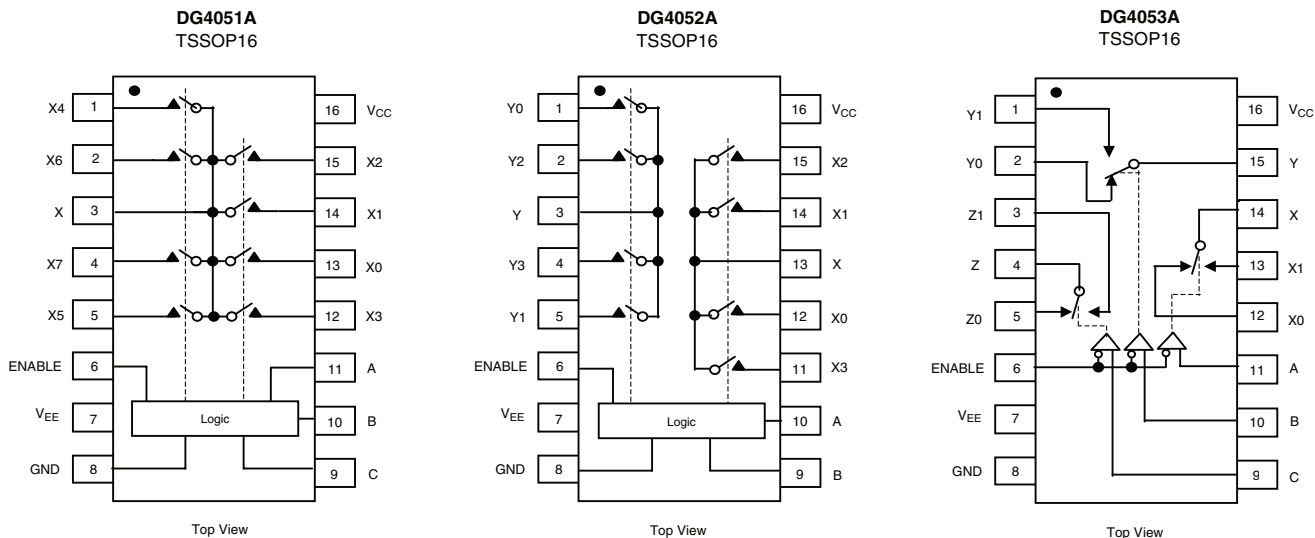 DG4051A
TSSOP16
X4 1 16 VCC
X6 2 15 X2
X 3 14 X1
X7 4 13 X0
X5 5 12 X3
ENABLE 6 11 A
VEE 7 Logic 10 B
GND 8 9 C
Top View
DG4052A
TSSOP16
Y0 1 16 VCC
Y2 2 15 X2
Y 3 14 X1
Y3 4 13 X
Y1 5 12 X0
ENABLE 6 11 X3
VEE 7 Logic 10 A
GND 8 9 B
Top View
DG4053A
TSSOP16
Y1 1 16 VCC
Y0 2 15 Y
Z1 3 14 X
Z 4 13 X1
Z0 5 12 X0
ENABLE 6 11 A
VEE 7 10 B
GND 8 9 C
Top View